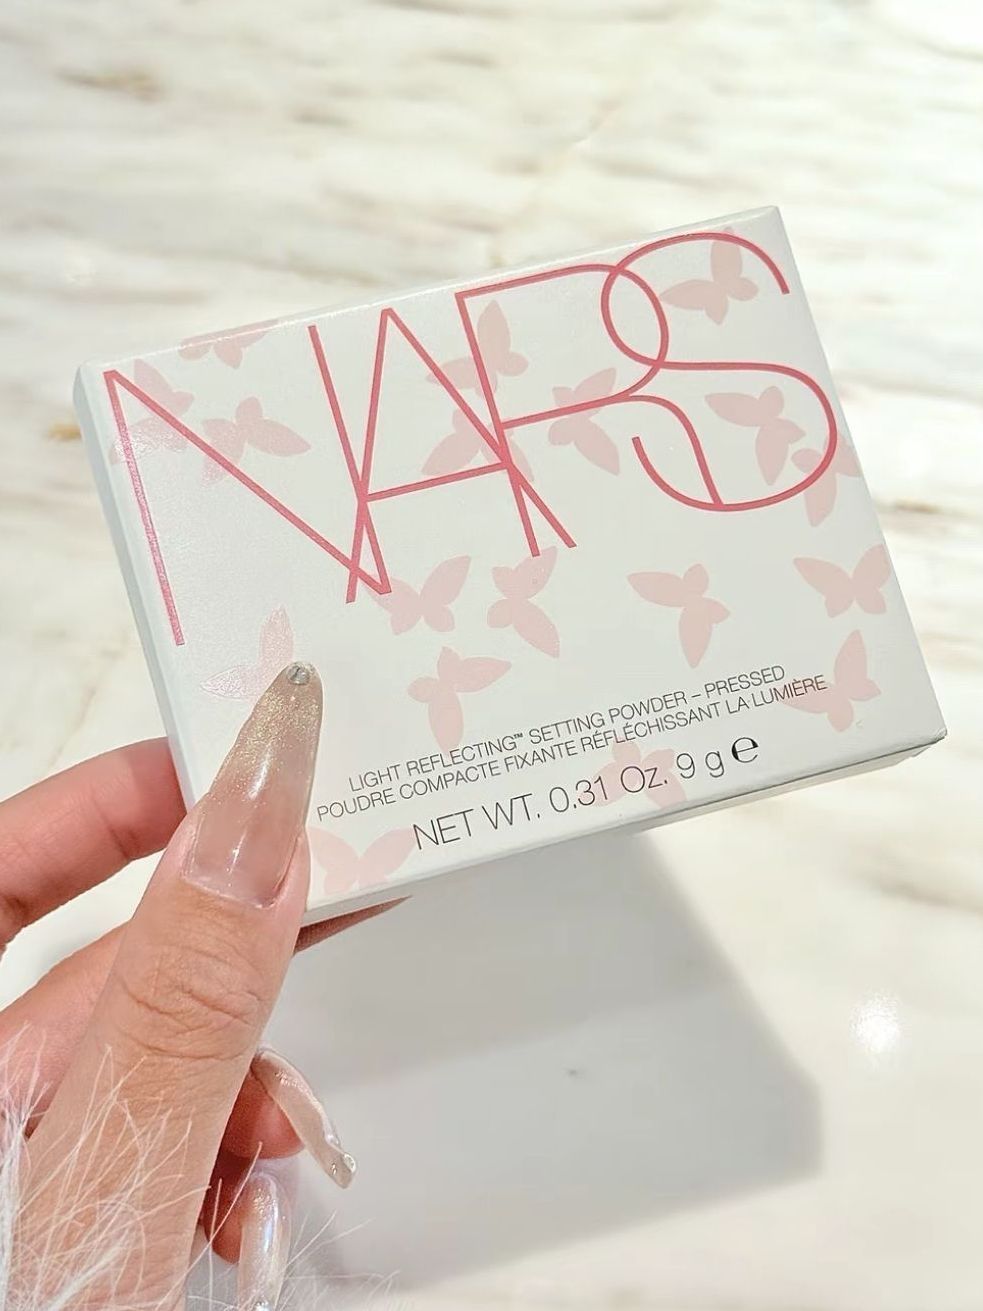 NARS
LIGHT REFLECTING™ SETTING POWDER – PRESSED
POUDRE COMPACTE FIXANTE RÉFLÉCHISSANT LA LUMIÈRE
NET WT. 0.31 Oz. 9 g ℮